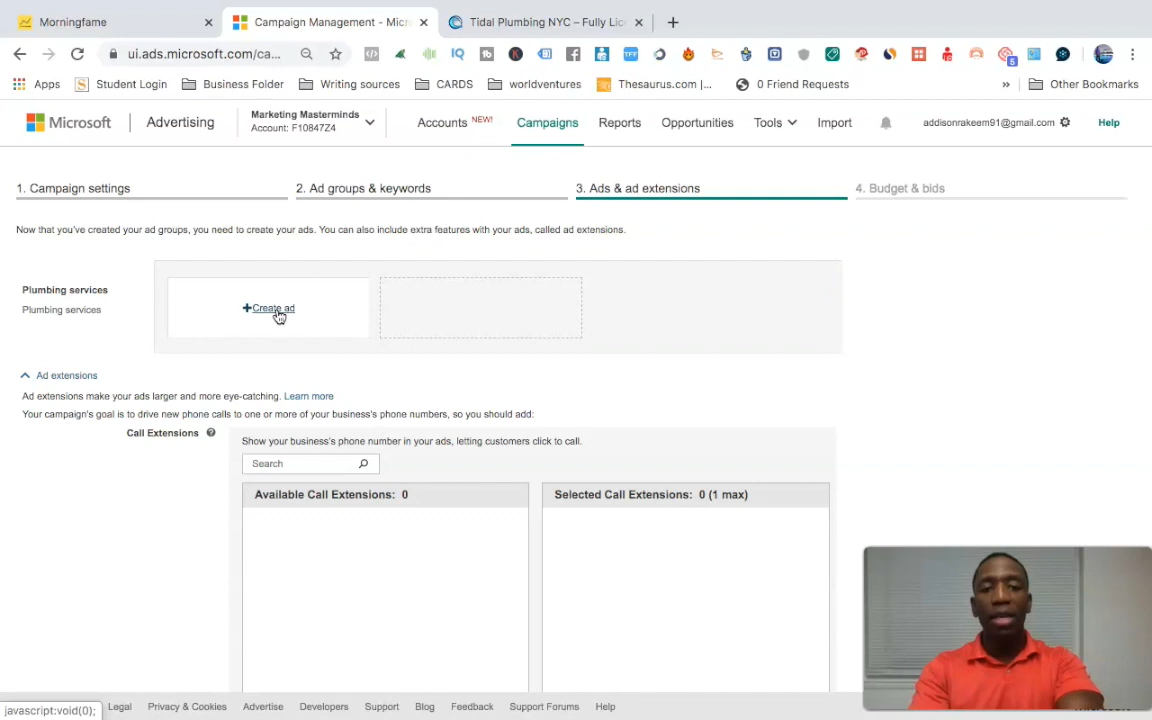 Morningfame
Campaign Management - Micr
Tidal Plumbing NYC – Fully Lice
ui.ads.microsoft.com/ca...
Apps
Student Login
Business Folder
Writing sources
CARDS
worldventures
Thesaurus.com |...
0 Friend Requests
»
Other Bookmarks
Microsoft
Advertising
Marketing Masterminds
Account: F10847Z4
Accounts NEW!
Campaigns
Reports
Opportunities
Tools
Import
addisonrakeem91@gmail.com
Help
1. Campaign settings
2. Ad groups & keywords
3. Ads & ad extensions
4. Budget & bids
Now that you've created your ad groups, you need to create your ads. You can also include extra features with your ads, called ad extensions.
Plumbing services
Plumbing services
+Create ad
Ad extensions
Ad extensions make your ads larger and more eye-catching. Learn more
Your campaign's goal is to drive new phone calls to one or more of your business's phone numbers, so you should add:
Call Extensions
Show your business's phone number in your ads, letting customers click to call.
Search
Available Call Extensions: 0
Selected Call Extensions: 0 (1 max)
javascript:void(0);
Legal
Privacy & Cookies
Advertise
Developers
Support
Blog
Feedback
Support Forums
Help